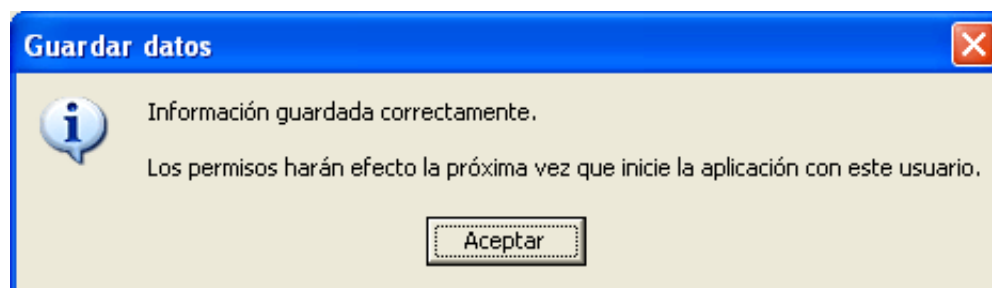 Guardar datos
Información guardada correctamente.
Los permisos harán efecto la próxima vez que inicie la aplicación con este usuario.
Aceptar